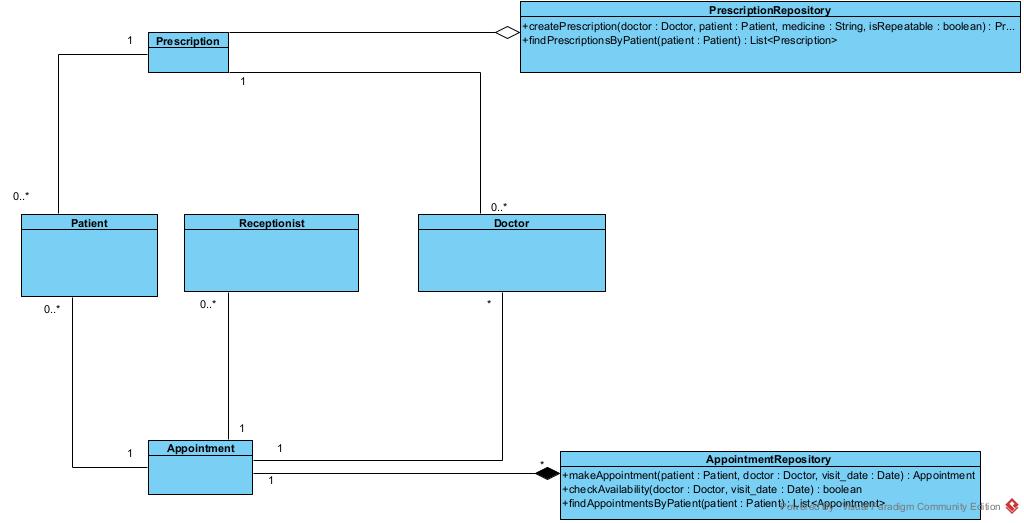 PrescriptionRepository
+createPrescription(doctor : Doctor, patient : Patient, medicine : String, isRepeatable : boolean) : Pr...
+findPrescriptionsByPatient(patient : Patient) : List<Prescription>
1
Prescription
1
0..*
0..*
Patient
Receptionist
Doctor
0..*
0..*
*
1
1
1
Appointment
1
*
AppointmentRepository
+makeAppointment(patient : Patient, doctor : Doctor, visit_date : Date) : Appointment
+checkAvailability(doctor : Doctor, visit_date : Date) : boolean
+findAppointmentsByPatient(patient : Patient) : List<Appointment>
Powered By Visual Paradigm Community Edition